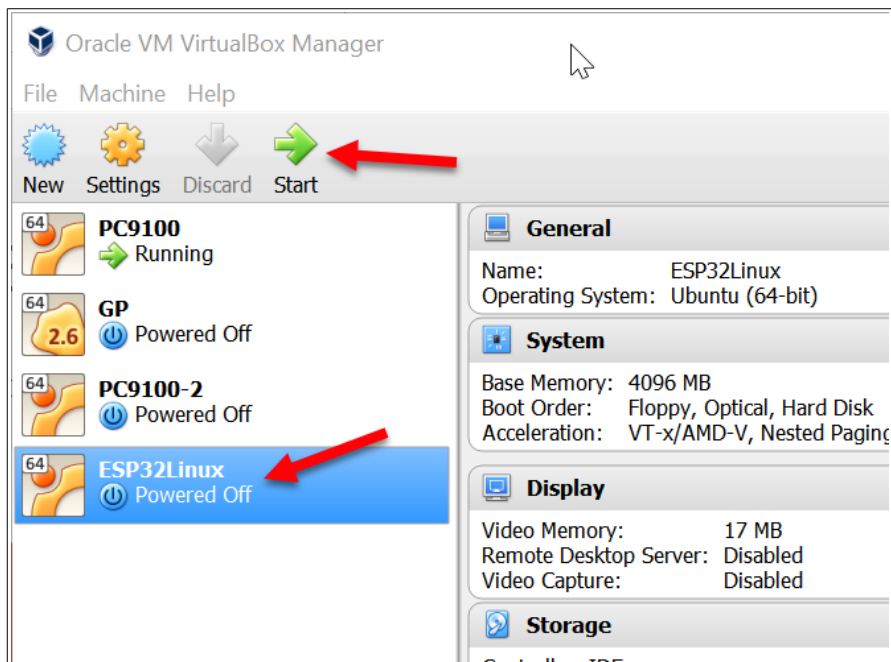 Oracle VM VirtualBox Manager
File Machine Help
New Settings Discard Start
64 PC9100
Running
64 GP
2.6 Powered Off
64 PC9100-2
Powered Off
64 ESP32Linux
Powered Off
General
Name: ESP32Linux
Operating System: Ubuntu (64-bit)
System
Base Memory: 4096 MB
Boot Order: Floppy, Optical, Hard Disk
Acceleration: VT-x/AMD-V, Nested Paging
Display
Video Memory: 17 MB
Remote Desktop Server: Disabled
Video Capture: Disabled
Storage